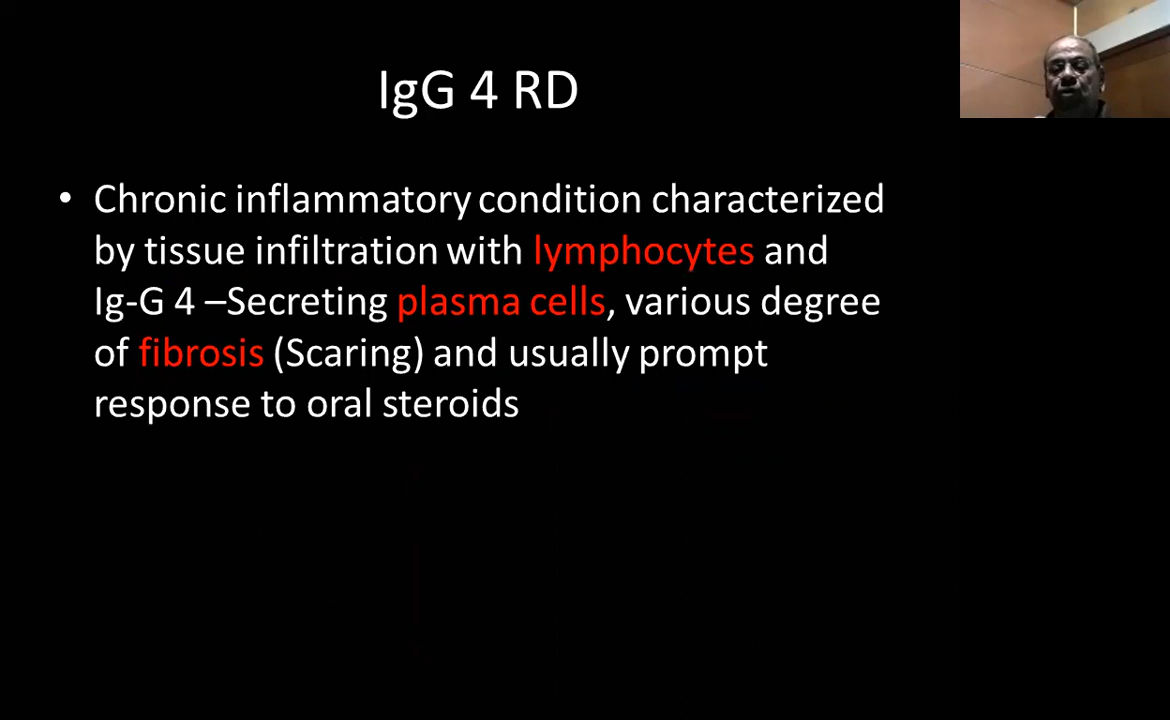 IgG 4 RD
• Chronic inflammatory condition characterized
by tissue infiltration with lymphocytes and
Ig-G 4 –Secreting plasma cells, various degree
of fibrosis (Scaring) and usually prompt
response to oral steroids